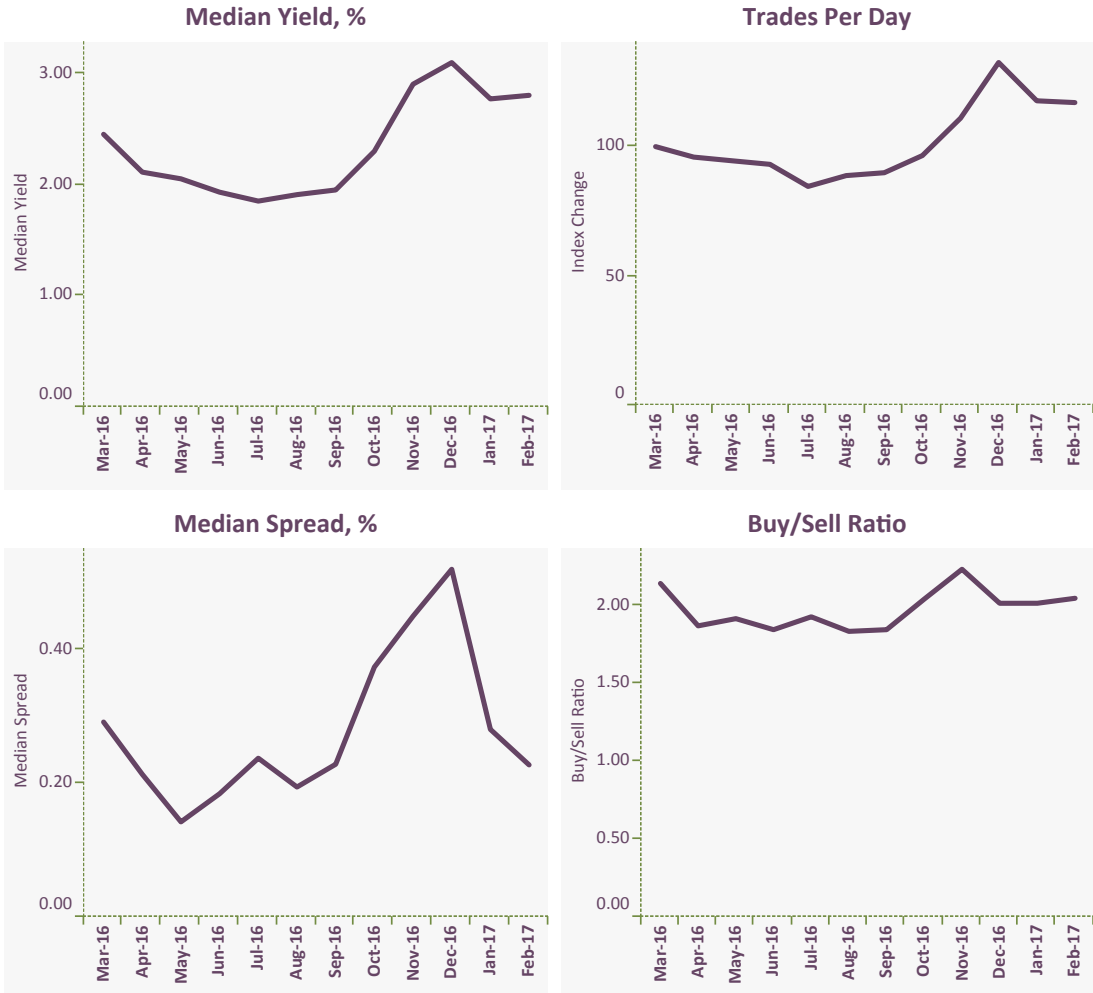 Median Yield, %
Median Yield
3.00
2.00
1.00
0.00
Mar-16
Apr-16
May-16
Jun-16
Jul-16
Aug-16
Sep-16
Oct-16
Nov-16
Dec-16
Jan-17
Feb-17
Trades Per Day
Index Change
100
50
0
Mar-16
Apr-16
May-16
Jun-16
Jul-16
Aug-16
Sep-16
Oct-16
Nov-16
Dec-16
Jan-17
Feb-17
Median Spread, %
Median Spread
0.40
0.20
0.00
Mar-16
Apr-16
May-16
Jun-16
Jul-16
Aug-16
Sep-16
Oct-16
Nov-16
Dec-16
Jan-17
Feb-17
Buy/Sell Ratio
Buy/Sell Ratio
2.00
1.50
1.00
0.50
0.00
Mar-16
Apr-16
May-16
Jun-16
Jul-16
Aug-16
Sep-16
Oct-16
Nov-16
Dec-16
Jan-17
Feb-17